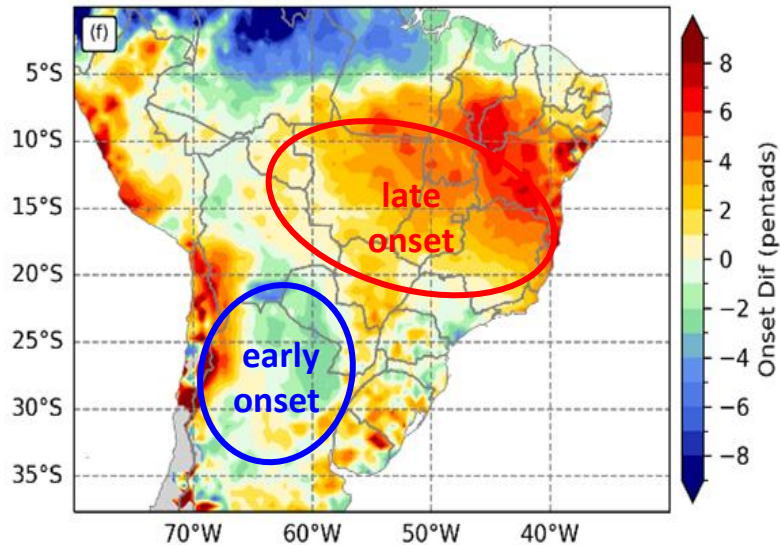 (f)
5°S
10°S
15°S
20°S
25°S
30°S
35°S
late
onset
early
onset
70°W 60°W 50°W 40°W
8
6
4
2
0
−2
−4
−6
−8
Onset Dif (pentads)